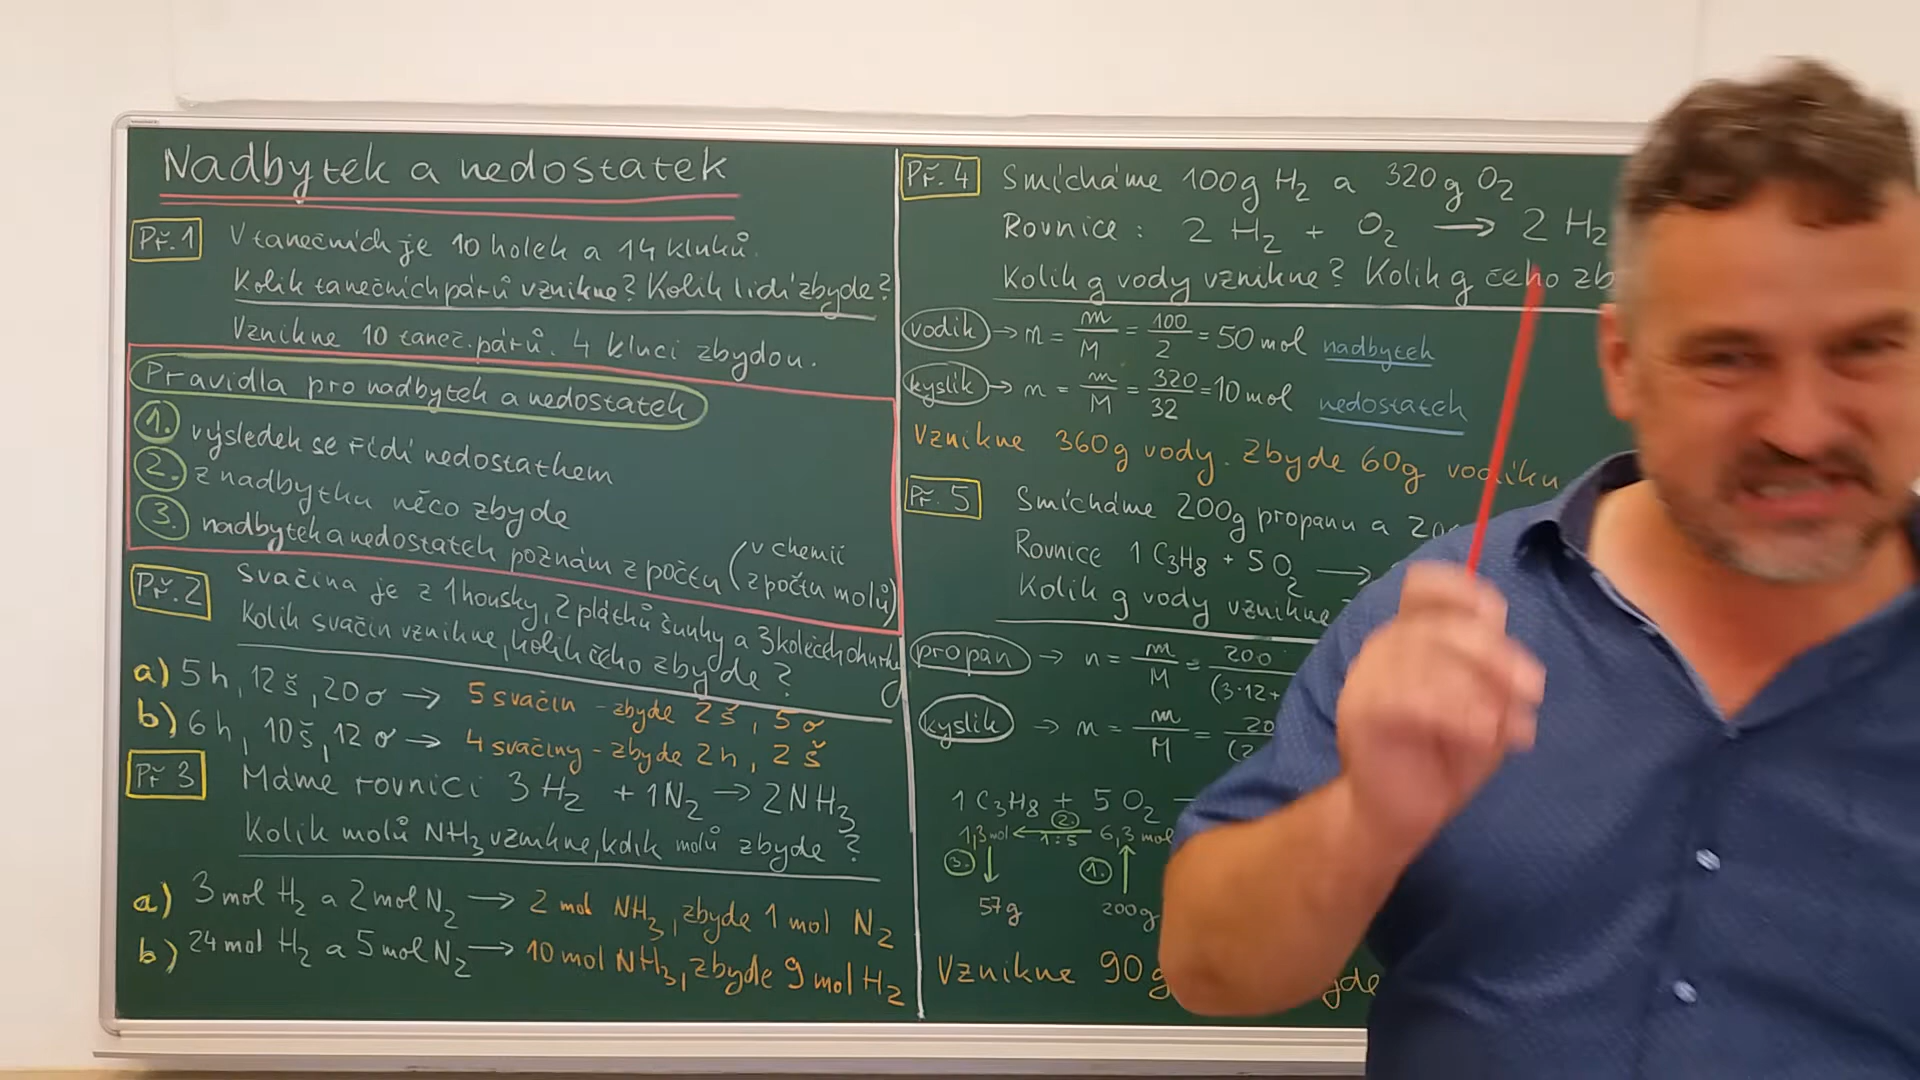 Nadbytek a nedostatek
Př. 1 V tanečních je 10 holek a 14 kluků.
Kolik tanečních párů vznikne? Kolik lidí zbyde?
Vznikne 10 taneč. párů. 4 kluci zbydou.
Pravidla pro nadbytek a nedostatek
1. výsledek se řídí nedostatkem
2. z nadbytku něco zbyde
3. nadbytek a nedostatek poznám z počtu (v chemii
z počtu molů)
Př. 2 Svačina je z 1 housky, 2 plátků šunky a 3 koleček okurky
Kolik svačin vznikne, kolik čeho zbyde?
a) 5 h, 12 š, 20 o → 5 svačin - zbyde 2 š, 5 o
b) 6 h, 10 š, 12 o → 4 svačiny - zbyde 2 h, 2 š
Př 3 Máme rovnici 3 H₂ + 1 N₂ → 2 NH₃
Kolik molů NH₃ vznikne, kolik molů zbyde?
a) 3 mol H₂ a 2 mol N₂ → 2 mol NH₃, zbyde 1 mol N₂
b) 24 mol H₂ a 5 mol N₂ → 10 mol NH₃, zbyde 9 mol H₂
Př. 4 Smícháme 100g H₂ a 320g O₂
Rovnice : 2 H₂ + O₂ → 2 H₂
Kolik g vody vznikne? Kolik g čeho zb
vodík → n = m/M = 100/2 = 50 mol nadbytek
kyslík → n = m/M = 320/32 = 10 mol nedostatek
Vznikne 360g vody. Zbyde 60g vodíku
Př. 5 Smícháme 200g propanu a 20
Rovnice 1 C₃H₈ + 5 O₂ →
Kolik g vody vznikne
propan → n = m/M = 200/(3·12+
kyslík → n = m/M = 20/(2
1 C₃H₈ + 5 O₂
1,3 mol ← 2. 1:5 6,3 mol
3. ↓ 1. ↑
57g 200g
Vznikne 90g